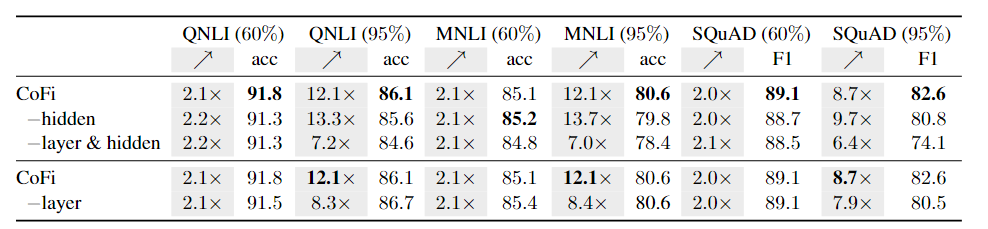 QNLI (60%) QNLI (95%) MNLI (60%) MNLI (95%) SQuAD (60%) SQuAD (95%)
↗ acc ↗ acc ↗ acc ↗ acc ↗ F1 ↗ F1
CoFi 2.1× 91.8 12.1× 86.1 2.1× 85.1 12.1× 80.6 2.0× 89.1 8.7× 82.6
−hidden 2.2× 91.3 13.3× 85.6 2.1× 85.2 13.7× 79.8 2.0× 88.7 9.7× 80.8
−layer & hidden 2.2× 91.3 7.2× 84.6 2.1× 84.8 7.0× 78.4 2.1× 88.5 6.4× 74.1
CoFi 2.1× 91.8 12.1× 86.1 2.1× 85.1 12.1× 80.6 2.0× 89.1 8.7× 82.6
−layer 2.1× 91.5 8.3× 86.7 2.1× 85.4 8.4× 80.6 2.0× 89.1 7.9× 80.5